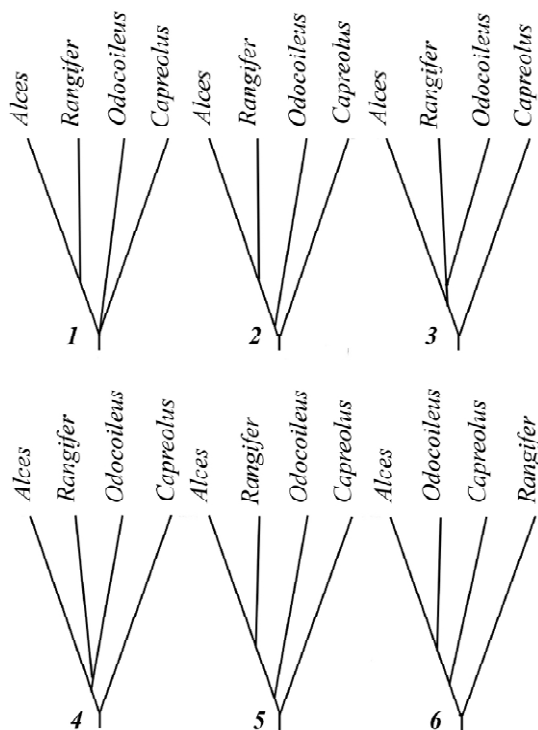 Alces Rangifer Odocoileus Capreolus Alces Rangifer Odocoileus Capreolus Alces Rangifer Odocoileus Capreolus
1 2 3
Alces Rangifer Odocoileus Capreolus Alces Rangifer Odocoileus Capreolus Alces Odocoileus Capreolus Rangifer
4 5 6